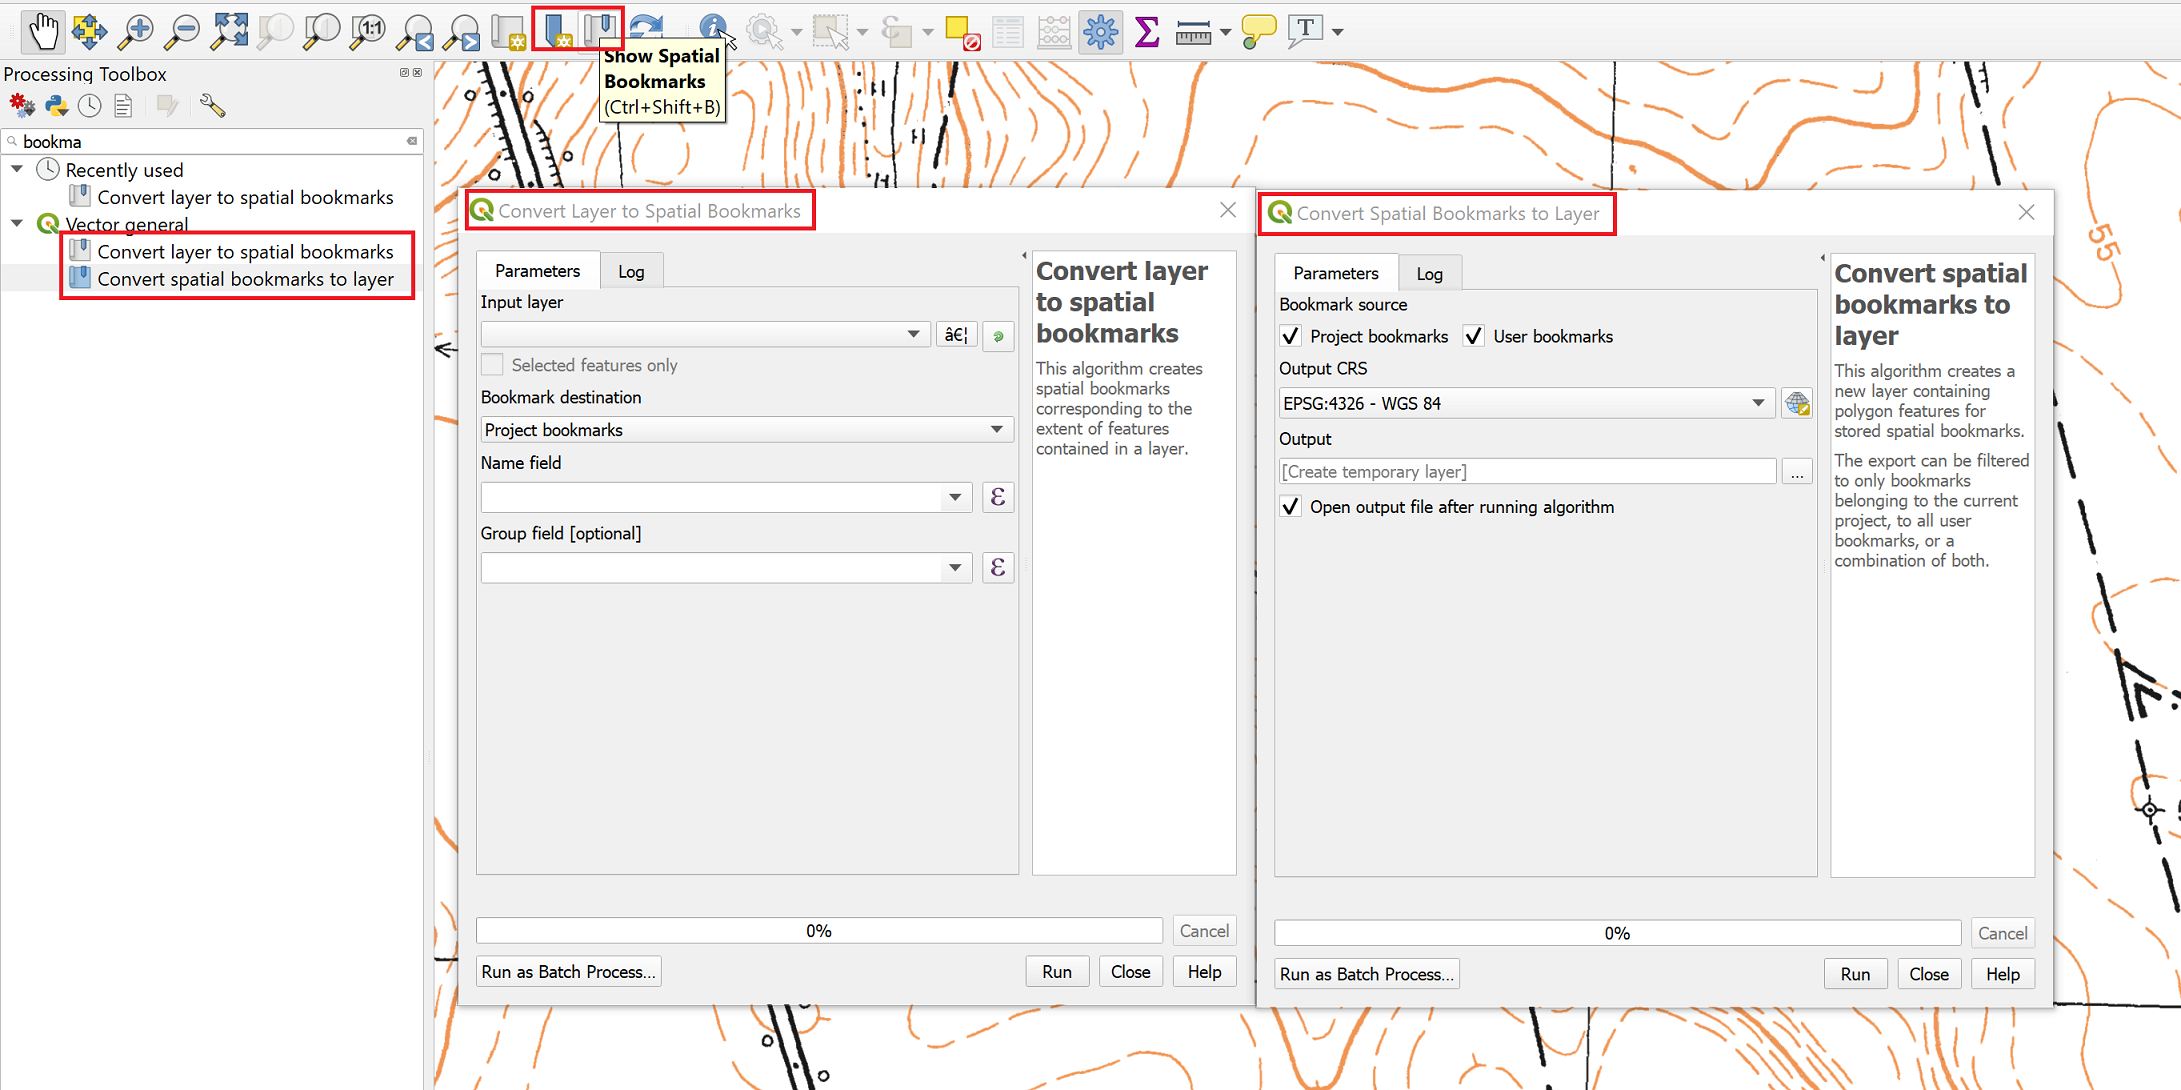 1:1
T
Show Spatial
Bookmarks
(Ctrl+Shift+B)
Processing Toolbox
bookma
Recently used
Convert layer to spatial bookmarks
Vector general
Convert layer to spatial bookmarks
Convert spatial bookmarks to layer
Convert Layer to Spatial Bookmarks
Parameters
Log
Input layer
â€¦
Selected features only
Bookmark destination
Project bookmarks
Name field
ε
Group field [optional]
ε
Convert layer
to spatial
bookmarks
This algorithm creates
spatial bookmarks
corresponding to the
extent of features
contained in a layer.
0%
Cancel
Run as Batch Process...
Run
Close
Help
Convert Spatial Bookmarks to Layer
Parameters
Log
Bookmark source
Project bookmarks
User bookmarks
Output CRS
EPSG:4326 - WGS 84
Output
[Create temporary layer]
...
Open output file after running algorithm
Convert spatial
bookmarks to
layer
This algorithm creates a
new layer containing
polygon features for
stored spatial bookmarks.
The export can be filtered
to only bookmarks
belonging to the current
project, to all user
bookmarks, or a
combination of both.
0%
Cancel
Run as Batch Process...
Run
Close
Help
55